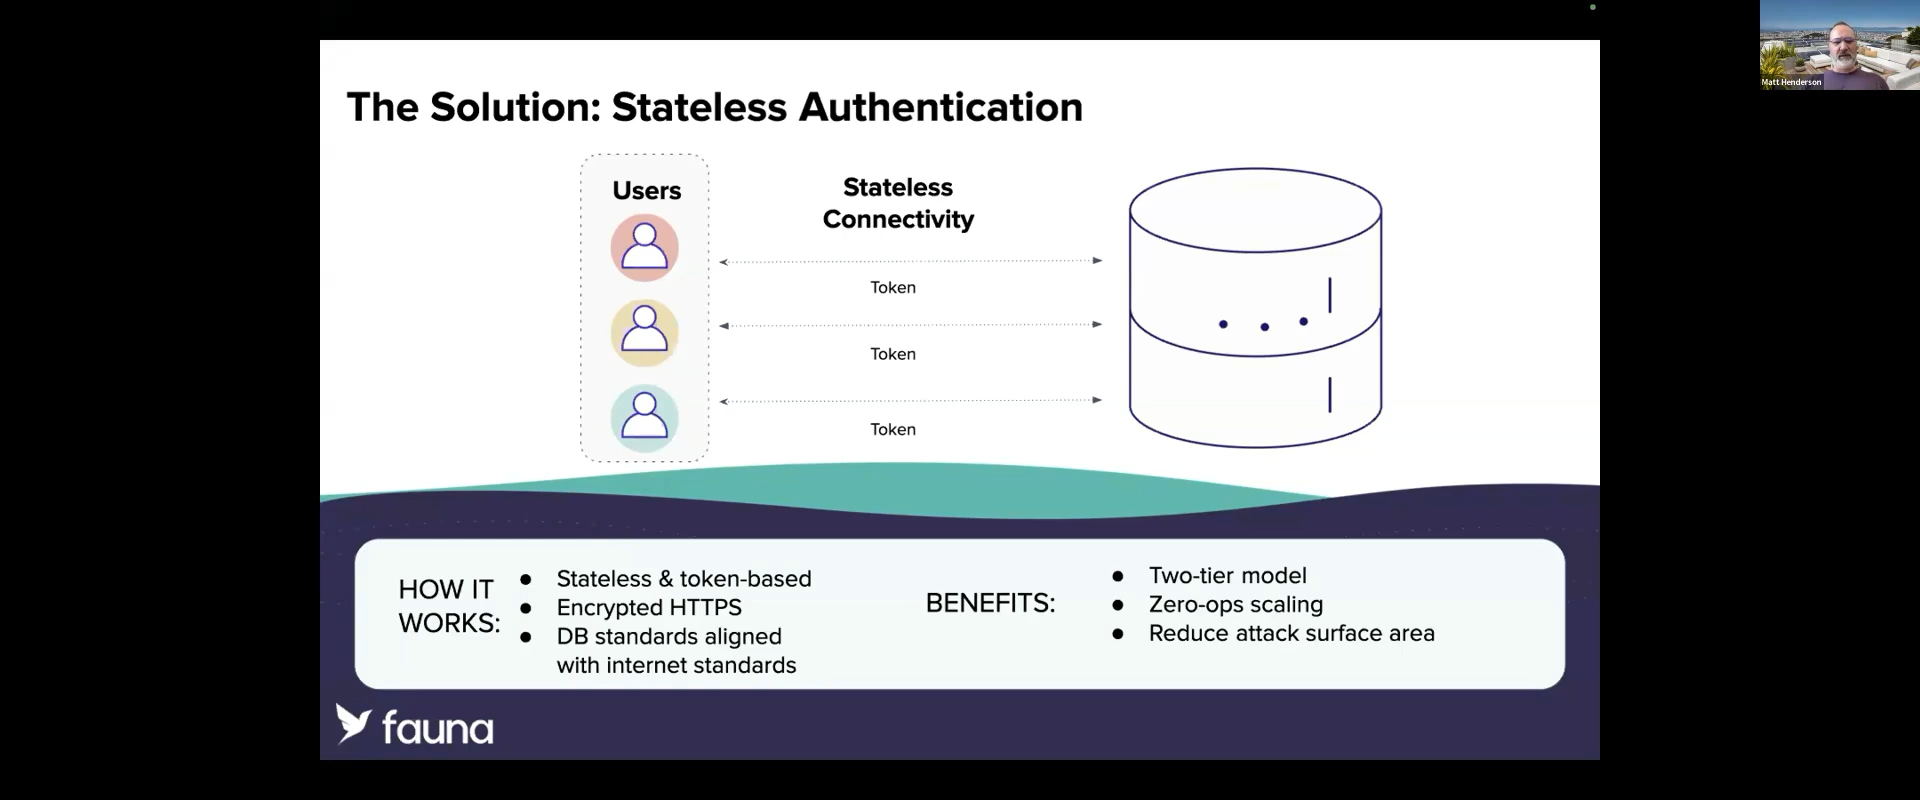 The Solution: Stateless Authentication
Users
Stateless
Connectivity
Token
Token
Token
HOW IT
WORKS:
● Stateless & token-based
● Encrypted HTTPS
● DB standards aligned
with internet standards
BENEFITS:
● Two-tier model
● Zero-ops scaling
● Reduce attack surface area
fauna
Matt Henderson